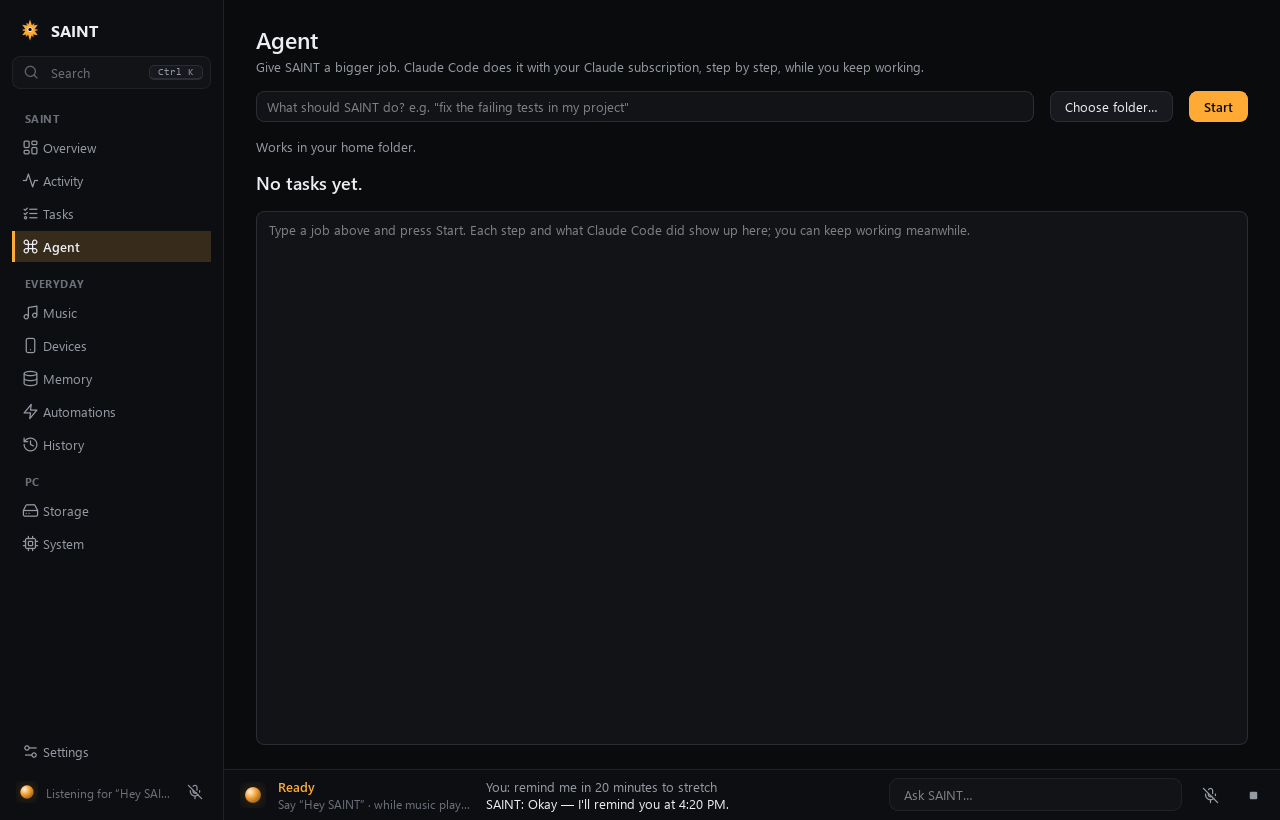 SAINT
Search
Ctrl K
SAINT
Overview
Activity
Tasks
Agent
EVERYDAY
Music
Devices
Memory
Automations
History
PC
Storage
System
Settings
Listening for “Hey SAI...
Agent
Give SAINT a bigger job. Claude Code does it with your Claude subscription, step by step, while you keep working.
What should SAINT do? e.g. "fix the failing tests in my project"
Choose folder...
Start
Works in your home folder.
No tasks yet.
Type a job above and press Start. Each step and what Claude Code did show up here; you can keep working meanwhile.
Ready
Say “Hey SAINT” · while music play...
You: remind me in 20 minutes to stretch
SAINT: Okay — I'll remind you at 4:20 PM.
Ask SAINT...